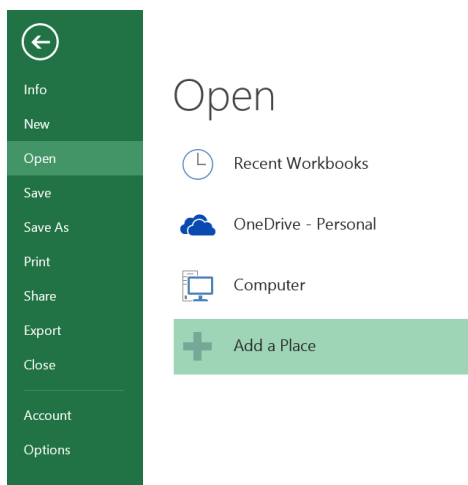 Info
New
Open
Save
Save As
Print
Share
Export
Close
Account
Options
Open
Recent Workbooks
OneDrive - Personal
Computer
Add a Place